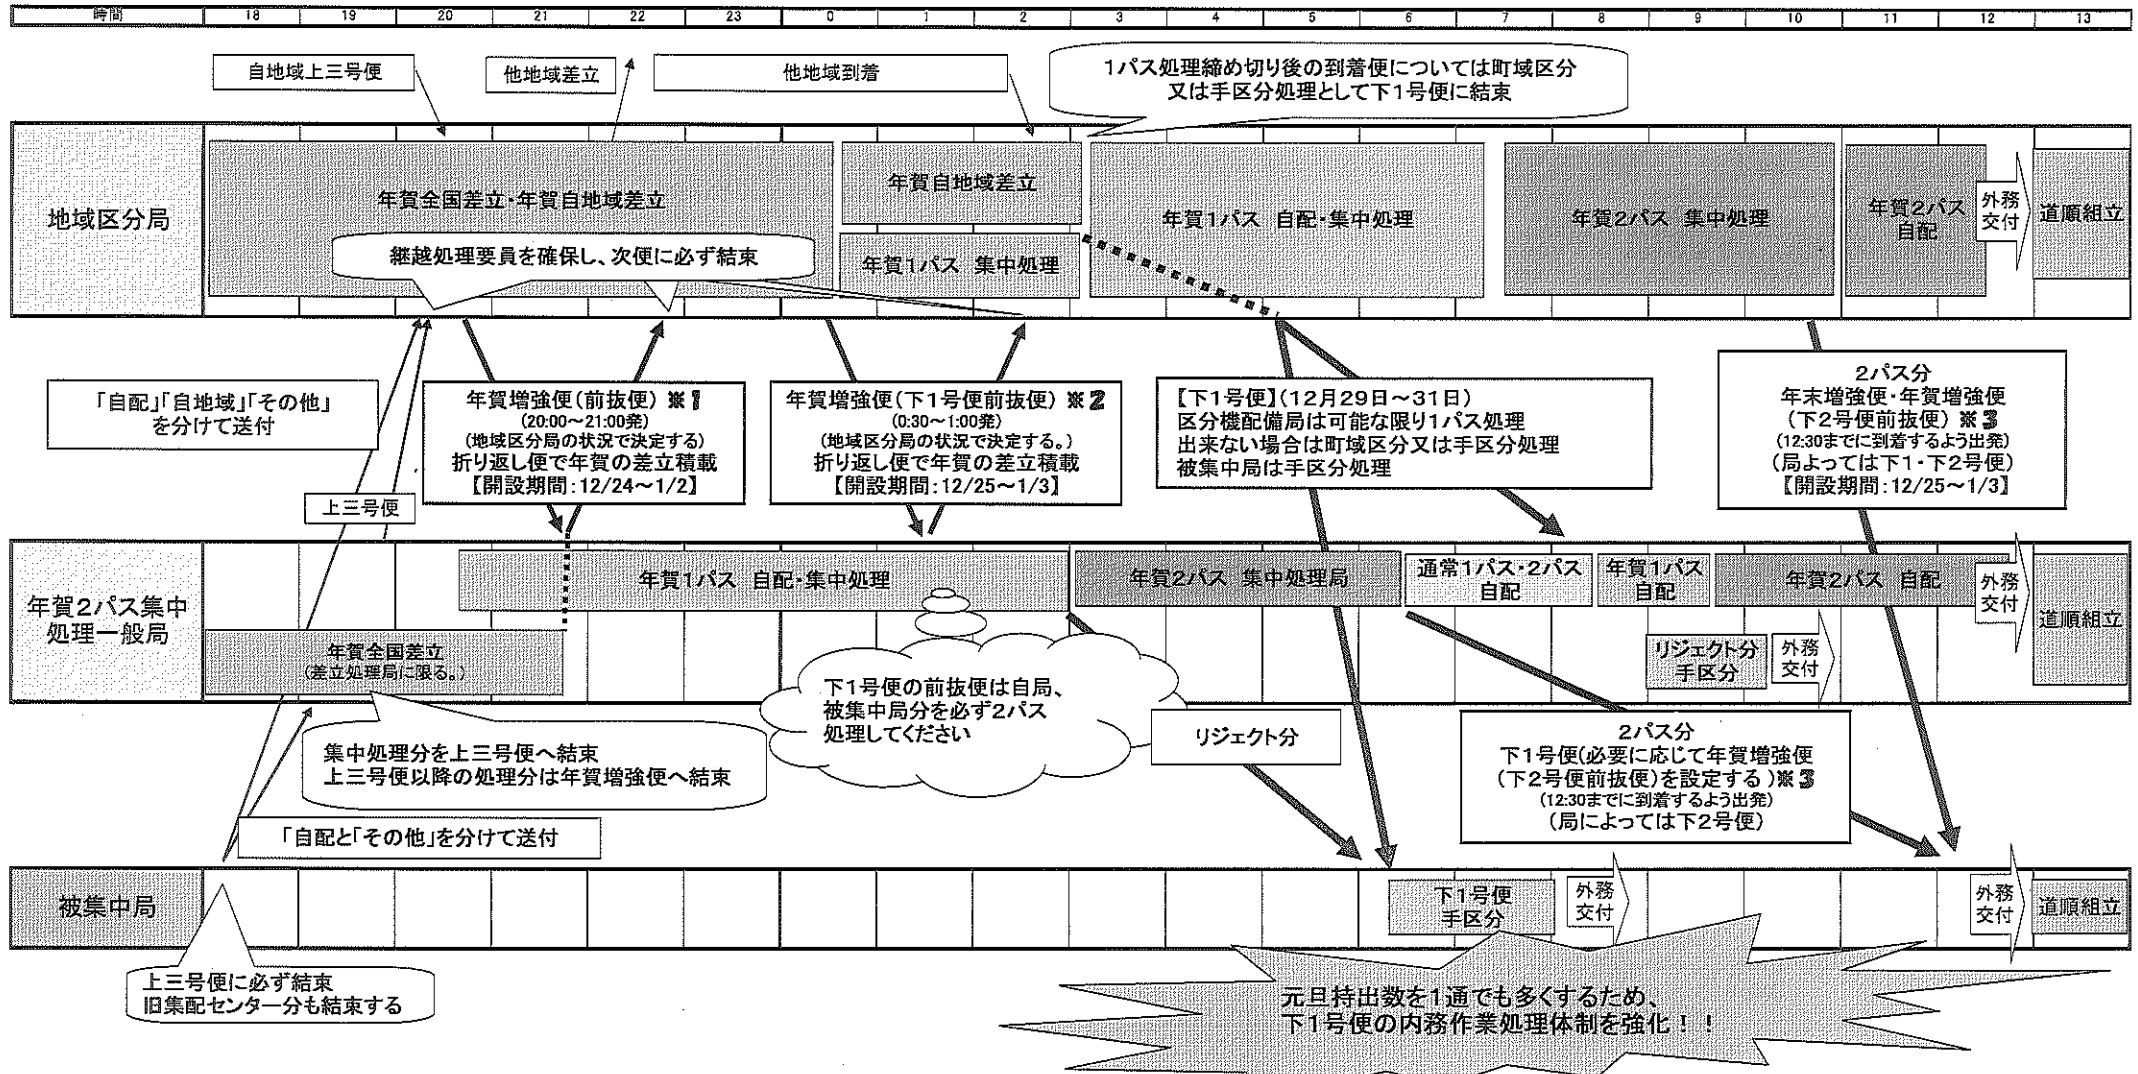 時間 18 19 20 21 22 23 0 1 2 3 4 5 6 7 8 9 10 11 12 13
自地域上三号便
他地域差立
他地域到着
1パス処理締め切り後の到着便については町域区分
又は手区分処理として下1号便に結束
地域区分局
年賀全国差立・年賀自地域差立
継越処理要員を確保し、次便に必ず結束
年賀自地域差立
年賀1パス 集中処理
年賀1パス 自配・集中処理
年賀2パス 集中処理
年賀2パス
自配
外務
交付
道順組立
「自配」「自地域」「その他」
を分けて送付
上三号便
年賀増強便(前抜便) ※1
(20:00～21:00発)
(地域区分局の状況で決定する)
折り返し便で年賀の差立積載
【開設期間:12/24～1/2】
年賀増強便(下1号便前抜便) ※2
(0:30～1:00発)
(地域区分局の状況で決定する。)
折り返し便で年賀の差立積載
【開設期間:12/25～1/3】
【下1号便】(12月29日～31日)
区分機配備局は可能な限り1パス処理
出来ない場合は町域区分又は手区分処理
被集中局は手区分処理
2パス分
年末増強便・年賀増強便
(下2号便前抜便) ※3
(12:30までに到着するよう出発)
(局よっては下1・下2号便)
【開設期間:12/25～1/3】
年賀2パス集中
処理一般局
年賀1パス 自配・集中処理
年賀2パス 集中処理局
通常1パス・2パス
自配
年賀1パス
自配
年賀2パス 自配
外務
交付
道順組立
年賀全国差立
(差立処理局に限る。)
リジェクト分
手区分
外務
交付
集中処理分を上三号便へ結束
上三号便以降の処理分は年賀増強便へ結束
下1号便の前抜便は自局、
被集中局分を必ず2パス
処理してください
リジェクト分
2パス分
下1号便(必要に応じて年賀増強便
(下2号便前抜便)を設定する)※3
(12:30までに到着するよう出発)
(局によっては下2号便)
「自配と「その他」を分けて送付
被集中局
下1号便
手区分
外務
交付
外務
交付
道順組立
上三号便に必ず結束
旧集配センター分も結束する
元旦持出数を1通でも多くするため、
下1号便の内務作業処理体制を強化！！